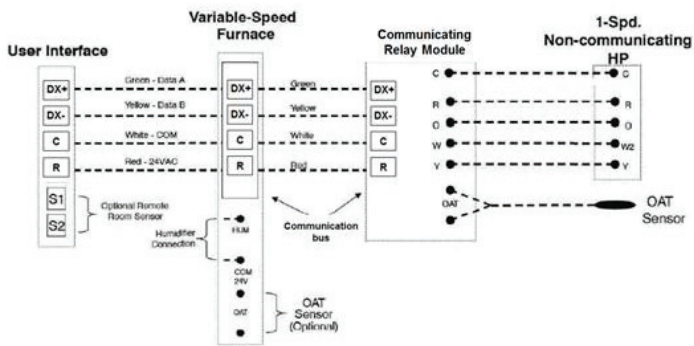 Variable-Speed
Furnace
1-Spd.
Non-communicating
HP
Communicating
Relay Module
User Interface
DX+
Green - Data A
DX+
Green
DX+
C
DX-
Yellow - Data B
DX-
Yellow
DX-
R
R
O
O
C
White - COM
C
White
C
W
W2
R
Red - 24VAC
R
Red
R
Y
Y
S1
S2
Optional Remote
Room Sensor
Humidifier
Connection
HUM
Communication
bus
OAT
OAT
Sensor
COM
24V
OAT
OAT
Sensor
(Optional)